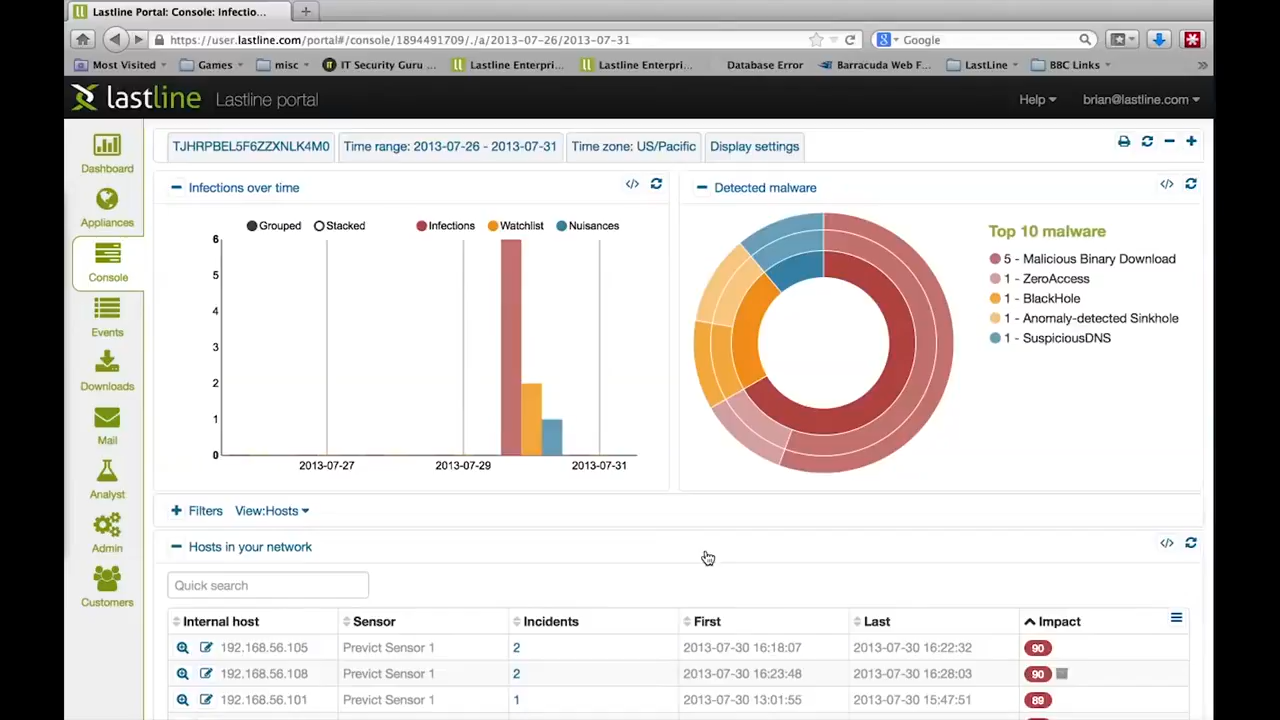 Lastline Portal: Console: Infectio...
https://user.lastline.com/portal#/console/1894491709/./a/2013-07-26/2013-07-31
Google
Most Visited
Games
misc
IT Security Guru ...
Lastline Enterpri...
Lastline Enterpri...
Database Error
Barracuda Web F...
LastLine
BBC Links
lastline
Lastline portal
Help
brian@lastline.com
Dashboard
Appliances
Console
Events
Downloads
Mail
Analyst
Admin
Customers
TJHRPBEL5F6ZZXNLK4M0
Time range: 2013-07-26 - 2013-07-31
Time zone: US/Pacific
Display settings
Infections over time
Grouped
Stacked
Infections
Watchlist
Nuisances
6
5
4
3
2
1
0
2013-07-27
2013-07-29
2013-07-31
Detected malware
Top 10 malware
5 - Malicious Binary Download
1 - ZeroAccess
1 - BlackHole
1 - Anomaly-detected Sinkhole
1 - SuspiciousDNS
Filters
View:Hosts
Hosts in your network
Quick search
Internal host Sensor Incidents First Last Impact
192.168.56.105 Previct Sensor 1 2 2013-07-30 16:18:07 2013-07-30 16:22:32 90
192.168.56.108 Previct Sensor 1 2 2013-07-30 16:23:48 2013-07-30 16:28:03 90
192.168.56.101 Previct Sensor 1 1 2013-07-30 13:01:55 2013-07-30 15:47:51 89